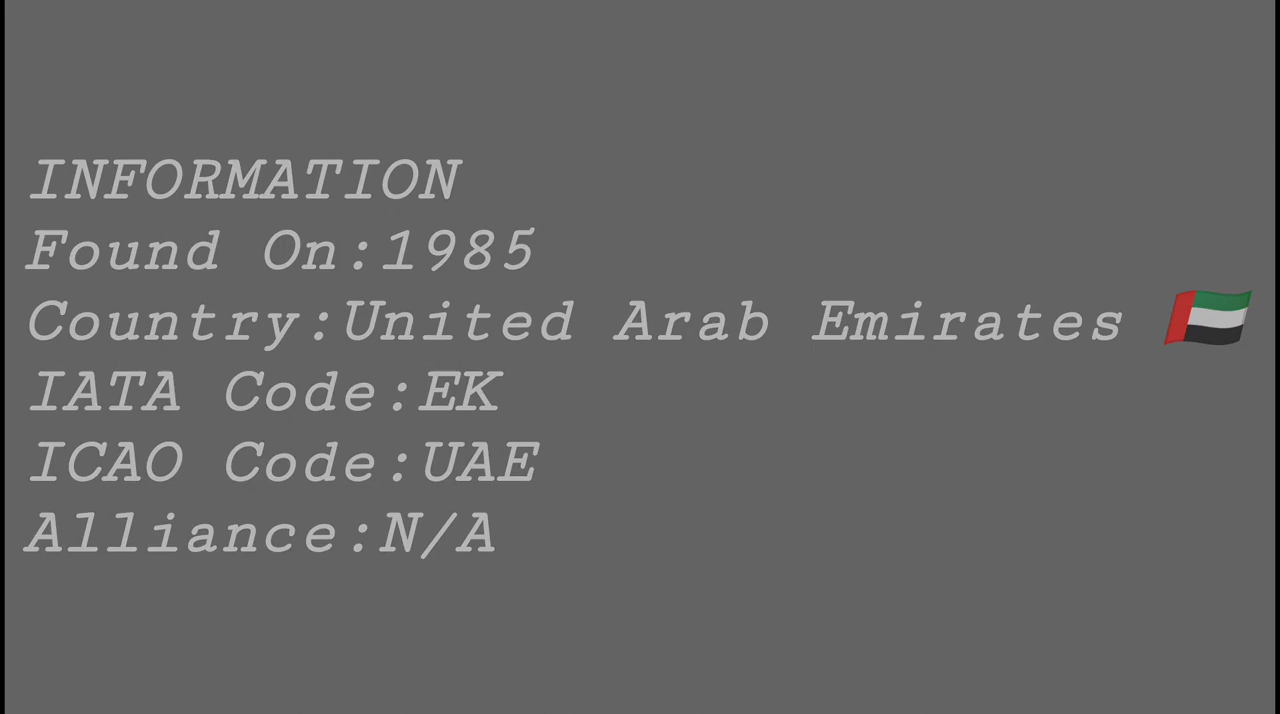 INFORMATION
Found On:1985
Country:United Arab Emirates 🇦🇪
IATA Code:EK
ICAO Code:UAE
Alliance:N/A